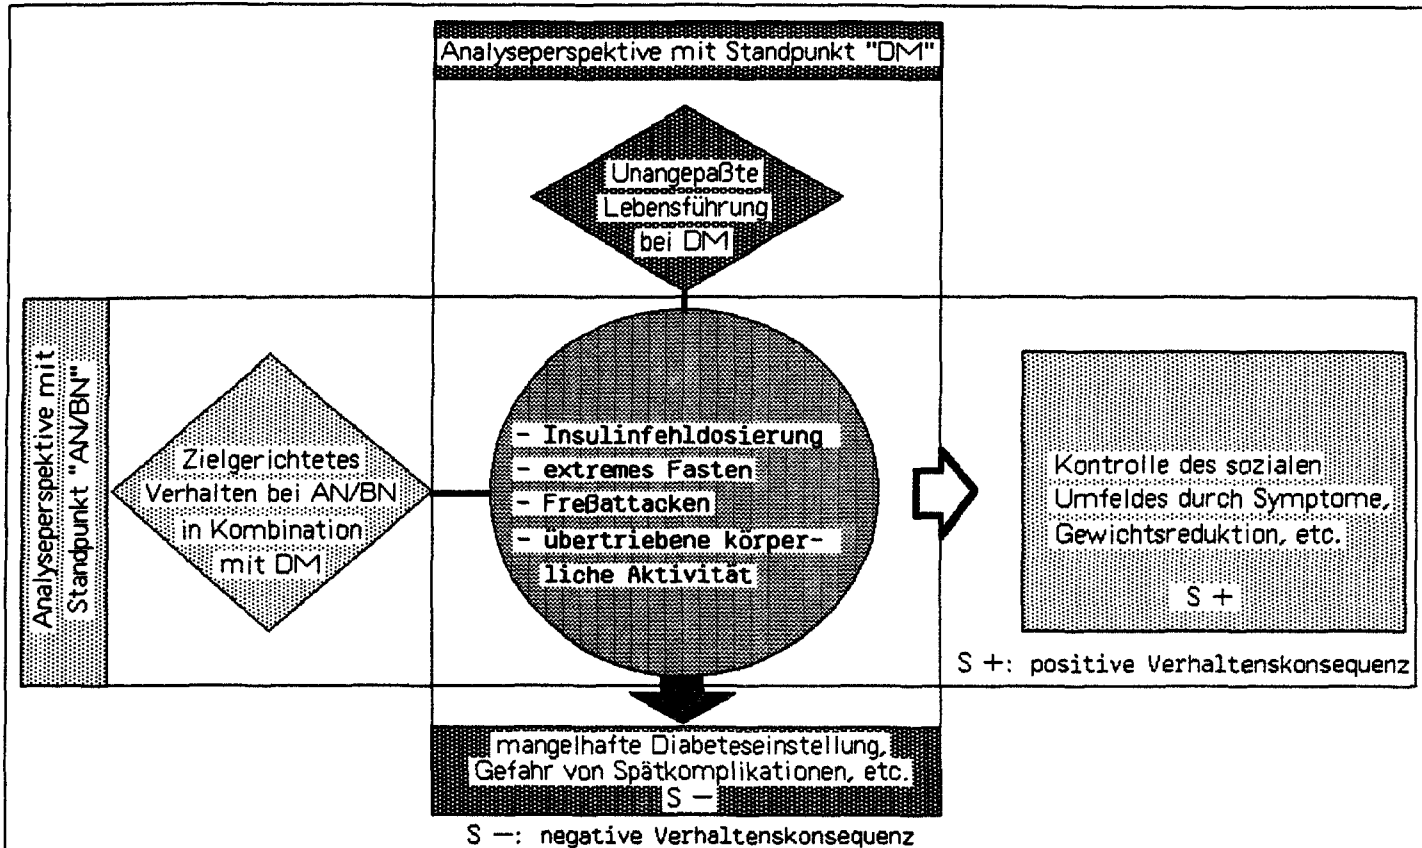 Analyseperspektive mit Standpunkt "DM"
Unangepaßte
Lebensführung
bei DM
Analyseperspektive mit
Standpunkt "AN/BN"
Zielgerichtetes
Verhalten bei AN/BN
in Kombination
mit DM
- Insulinfehldosierung
- extremes Fasten
- Freßattacken
- übertriebene körper-
liche Aktivität
Kontrolle des sozialen
Umfeldes durch Symptome,
Gewichtsreduktion, etc.
S +
S +: positive Verhaltenskonsequenz
mangelhafte Diabeteseinstellung,
Gefahr von Spätkomplikationen, etc.
S —
S —: negative Verhaltenskonsequenz